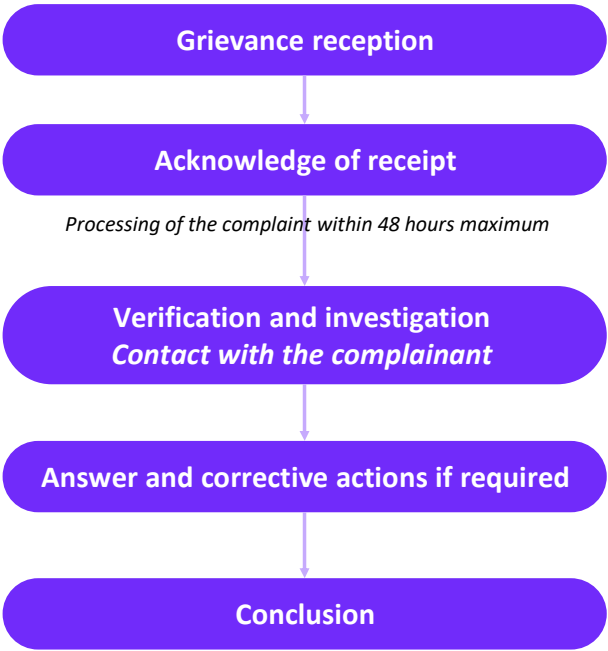 Grievance reception
Acknowledge of receipt
Processing of the complaint within 48 hours maximum
Verification and investigation
Contact with the complainant
Answer and corrective actions if required
Conclusion